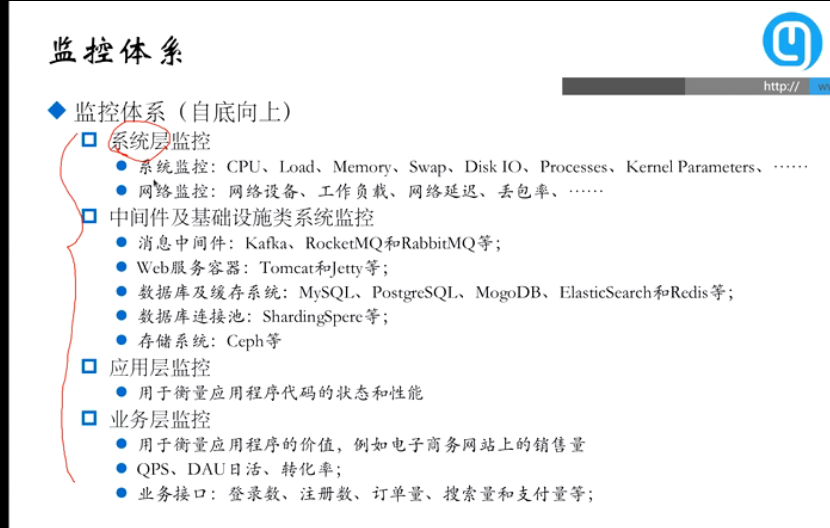 监控体系
http://
监控体系（自底向上）
系统层监控
系统监控：CPU、Load、Memory、Swap、Disk IO、Processes、Kernel Parameters、……
网络监控：网络设备、工作负载、网络延迟、丢包率、……
中间件及基础设施类系统监控
消息中间件：Kafka、RocketMQ和RabbitMQ等；
Web服务容器：Tomcat和Jetty等；
数据库及缓存系统：MySQL、PostgreSQL、MogoDB、ElasticSearch和Redis等；
数据库连接池：ShardingSpere等；
存储系统：Ceph等
应用层监控
用于衡量应用程序代码的状态和性能
业务层监控
用于衡量应用程序的价值，例如电子商务网站上的销售量
QPS、DAU日活、转化率；
业务接口：登录数、注册数、订单量、搜索量和支付量等；